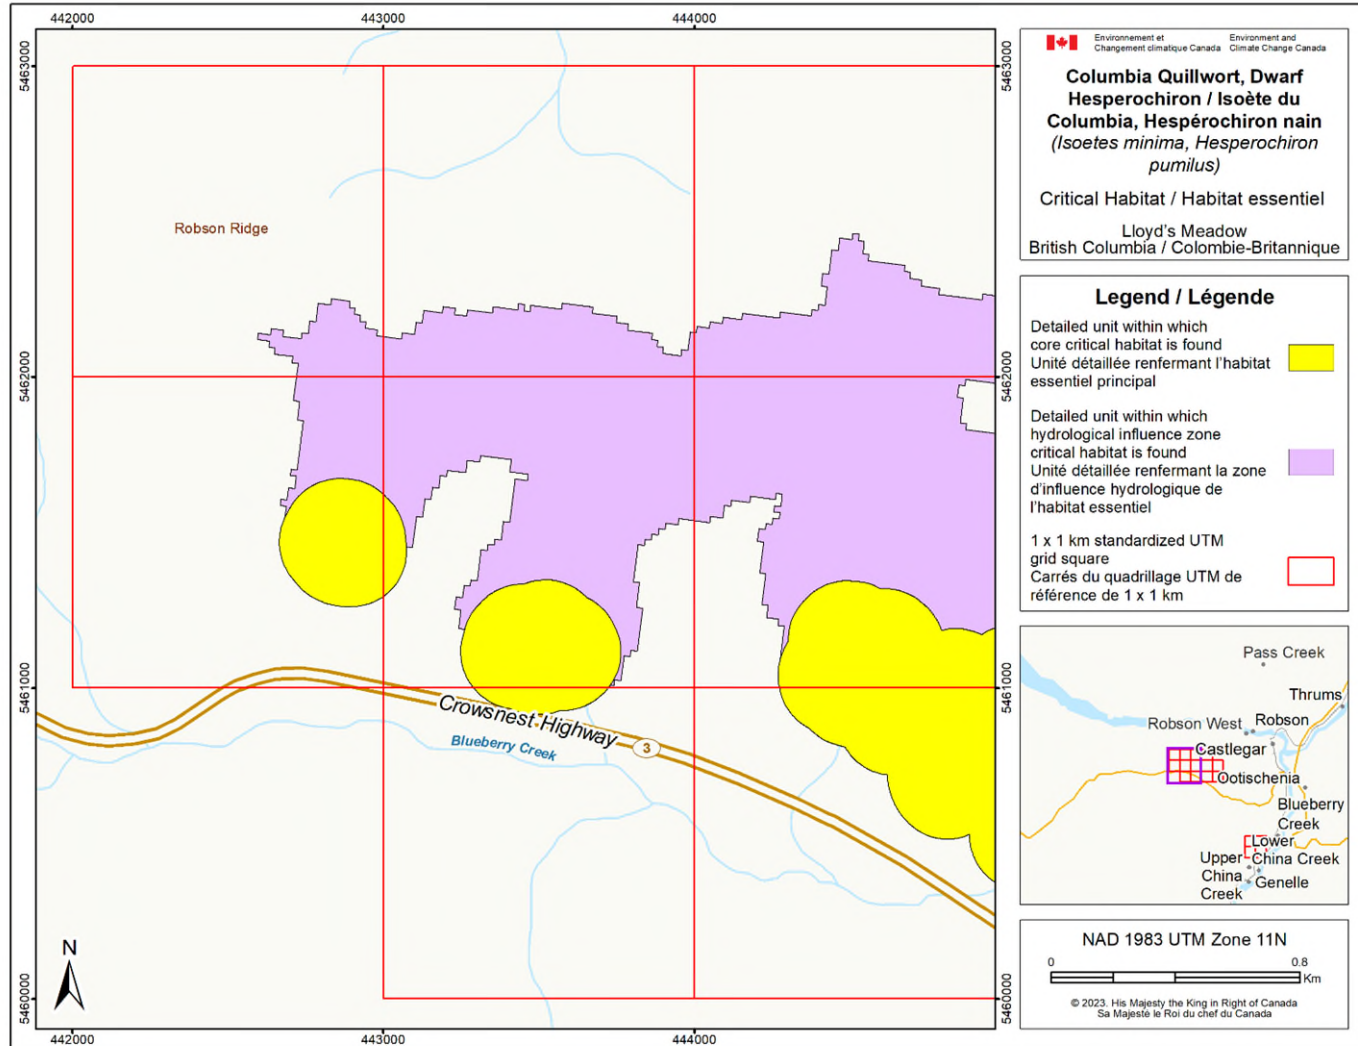 442000
443000
444000
5463000
5463000
5462000
5462000
5461000
5461000
5460000
5460000
442000
443000
444000
Robson Ridge
Crowsnest Highway
3
Blueberry Creek
N
Environnement et
Changement climatique Canada
Environment and
Climate Change Canada
Columbia Quillwort, Dwarf
Hesperochiron / Isoète du
Columbia, Hespérochiron nain
(Isoetes minima, Hesperochiron
pumilus)
Critical Habitat / Habitat essentiel
Lloyd's Meadow
British Columbia / Colombie-Britannique
Legend / Légende
Detailed unit within which
core critical habitat is found
Unité détaillée renfermant l'habitat
essentiel principal
Detailed unit within which
hydrological influence zone
critical habitat is found
Unité détaillée renfermant la zone
d'influence hydrologique de
l'habitat essentiel
1 x 1 km standardized UTM
grid square
Carrés du quadrillage UTM de
référence de 1 x 1 km
Pass Creek
Thrums
Robson West
Robson
Castlegar
Ootischenia
Blueberry
Creek
Lower
China Creek
Upper
China
Creek
Genelle
NAD 1983 UTM Zone 11N
0
0.8
Km
© 2023. His Majesty the King in Right of Canada
Sa Majesté le Roi du chef du Canada